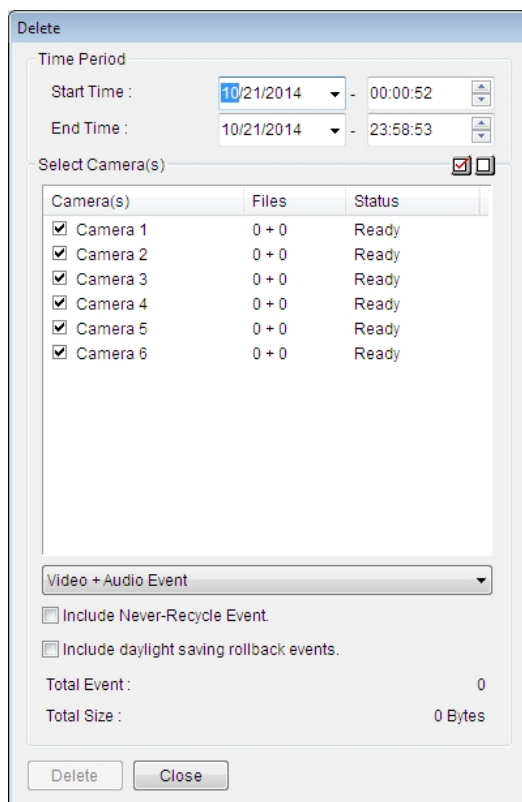 Delete
Time Period
Start Time : 10/21/2014 - 00:00:52
End Time : 10/21/2014 - 23:58:53
Select Camera(s)
Camera(s) Files Status
Camera 1 0 + 0 Ready
Camera 2 0 + 0 Ready
Camera 3 0 + 0 Ready
Camera 4 0 + 0 Ready
Camera 5 0 + 0 Ready
Camera 6 0 + 0 Ready
Video + Audio Event
Include Never-Recycle Event.
Include daylight saving rollback events.
Total Event : 0
Total Size : 0 Bytes
Delete Close